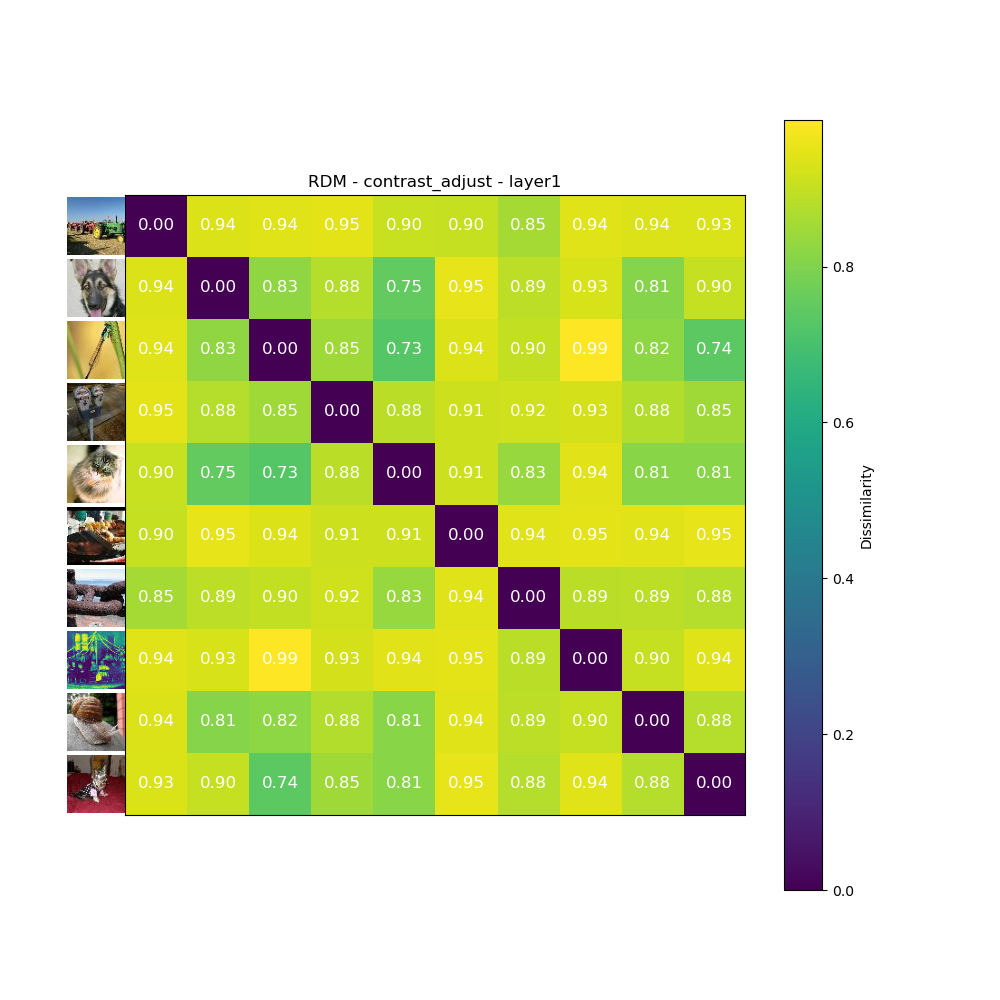 RDM - contrast_adjust - layer1
0.00 0.94 0.94 0.95 0.90 0.90 0.85 0.94 0.94 0.93
0.94 0.00 0.83 0.88 0.75 0.95 0.89 0.93 0.81 0.90
0.94 0.83 0.00 0.85 0.73 0.94 0.90 0.99 0.82 0.74
0.95 0.88 0.85 0.00 0.88 0.91 0.92 0.93 0.88 0.85
0.90 0.75 0.73 0.88 0.00 0.91 0.83 0.94 0.81 0.81
0.90 0.95 0.94 0.91 0.91 0.00 0.94 0.95 0.94 0.95
0.85 0.89 0.90 0.92 0.83 0.94 0.00 0.89 0.89 0.88
0.94 0.93 0.99 0.93 0.94 0.95 0.89 0.00 0.90 0.94
0.94 0.81 0.82 0.88 0.81 0.94 0.89 0.90 0.00 0.88
0.93 0.90 0.74 0.85 0.81 0.95 0.88 0.94 0.88 0.00
0.8
0.6
0.4
0.2
0.0
Dissimilarity